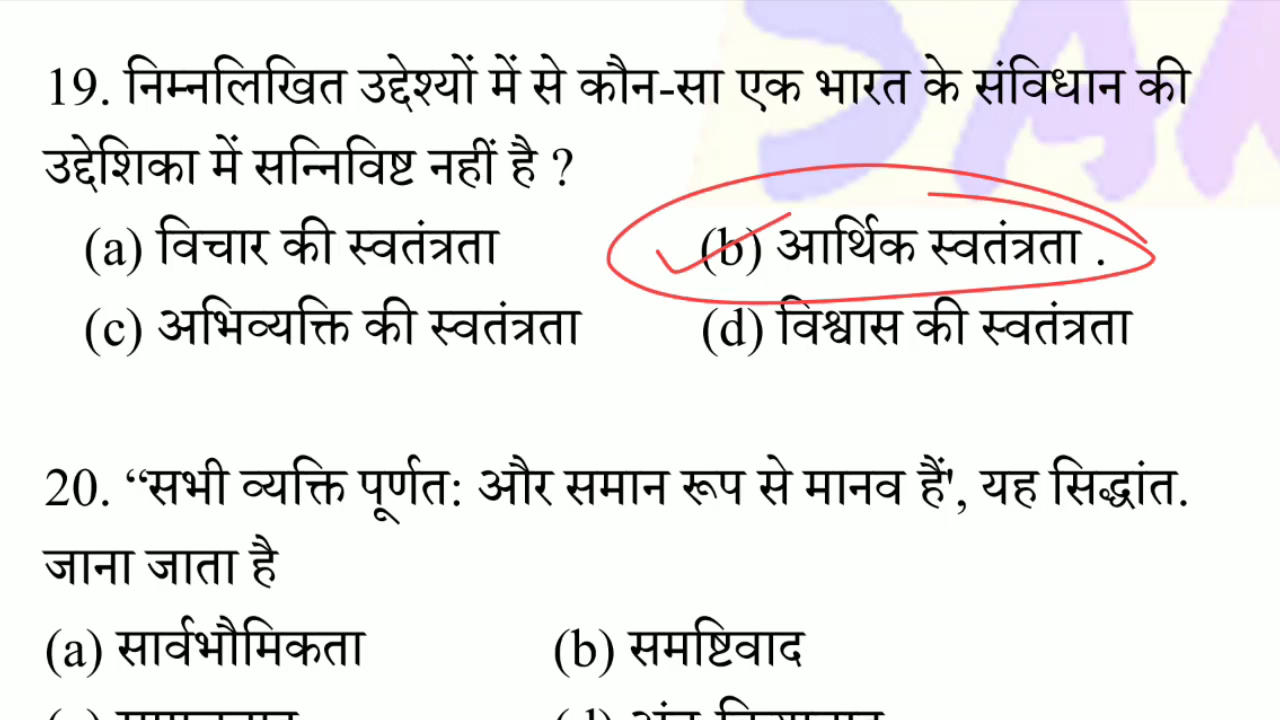 19. निम्नलिखित उद्देश्यों में से कौन-सा एक भारत के संविधान की
उद्देशिका में सन्निविष्ट नहीं है ?
(a) विचार की स्वतंत्रता (b) आर्थिक स्वतंत्रता .
(c) अभिव्यक्ति की स्वतंत्रता (d) विश्वास की स्वतंत्रता
20. “सभी व्यक्ति पूर्णत: और समान रूप से मानव हैं', यह सिद्धांत.
जाना जाता है
(a) सार्वभौमिकता (b) समष्टिवाद